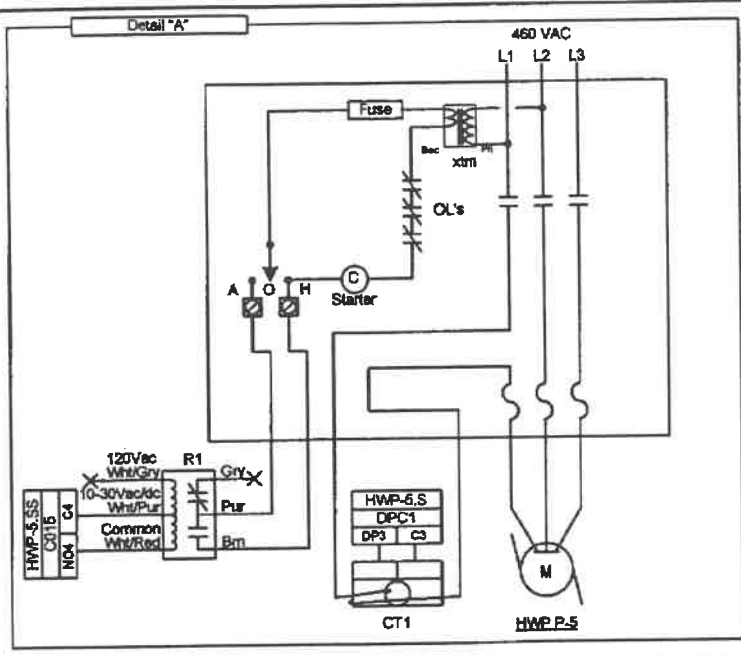 Detail "A"
460 VAC
L1 L2 L3
Fuse
Sec
Pri
xtrn
OL's
A O H
C
Starter
120Vac
R1
Wht/Gry
Gry
10-30Vac/dc
Wht/Pur
Pur
Common
Wht/Red
Brn
HWP-5,SS
C015
NO4 C4
HWP-5,S
DPC1
DP3 C3
CT1
M
HWP P-5